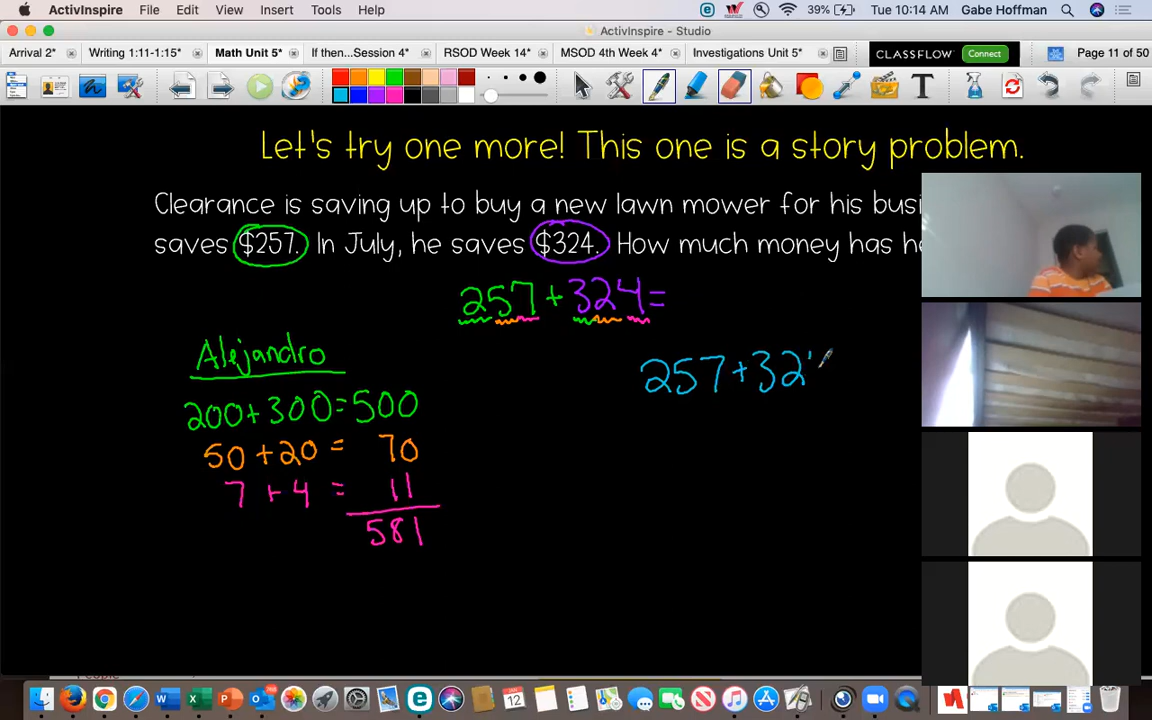 ActivInspire File Edit View Insert Tools Help 39% Tue 10:14 AM Gabe Hoffman
ActivInspire - Studio
Arrival 2* Writing 1:11-1:15* Math Unit 5* If then...Session 4* RSOD Week 14* MSOD 4th Week 4* Investigations Unit 5* CLASSFLOW Connect Page 11 of 50
Let's try one more! This one is a story problem.
Clearance is saving up to buy a new lawn mower for his busi
saves $257. In July, he saves $324. How much money has he
257+324=
Alejandro
257+32
200+300=500
50+20= 70
7+4= 11
581